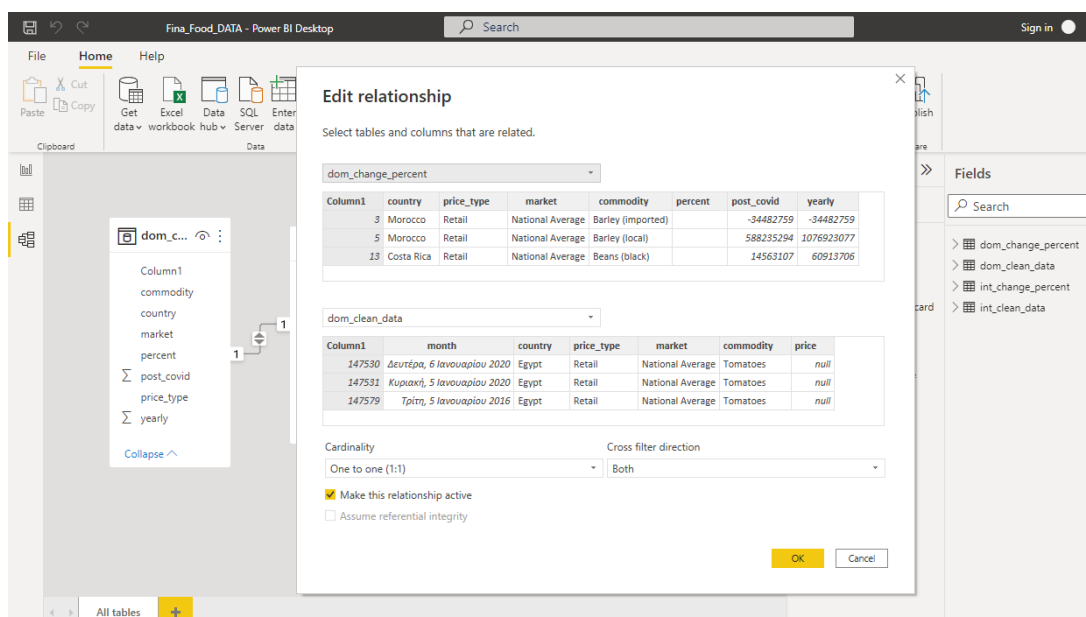 Fina_Food_DATA - Power BI Desktop
Search
Sign in
File Home Help
Cut
Copy
Paste
Get data
Excel workbook
Data hub
SQL Server
Enter data
Clipboard
Data
Edit relationship
Select tables and columns that are related.
dom_change_percent
Column1 country price_type market commodity percent post_covid yearly
3 Morocco Retail National Average Barley (imported) -34482759 -34482759
5 Morocco Retail National Average Barley (local) 588235294 1076923077
13 Costa Rica Retail National Average Beans (black) 14563107 60913706
dom_clean_data
Column1 month country price_type market commodity price
147530 Δευτέρα, 6 Ιανουαρίου 2020 Egypt Retail National Average Tomatoes null
147531 Κυριακή, 5 Ιανουαρίου 2020 Egypt Retail National Average Tomatoes null
147579 Τρίτη, 5 Ιανουαρίου 2016 Egypt Retail National Average Tomatoes null
Cardinality
Cross filter direction
One to one (1:1)
Both
Make this relationship active
Assume referential integrity
OK
Cancel
dom_c...
Column1
commodity
country
market
percent
post_covid
price_type
yearly
Collapse
1
1
All tables
+
blish
are
card
Fields
Search
dom_change_percent
dom_clean_data
int_change_percent
int_clean_data